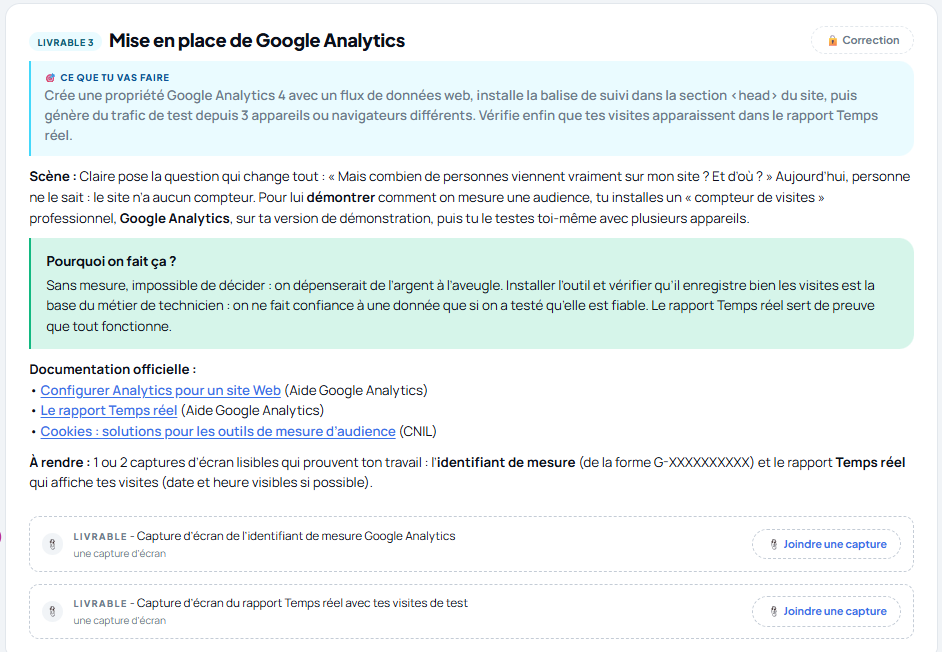 LIVRABLE 3 Mise en place de Google Analytics
🔒 Correction
🎯 CE QUE TU VAS FAIRE
Crée une propriété Google Analytics 4 avec un flux de données web, installe la balise de suivi dans la section <head> du site, puis
génère du trafic de test depuis 3 appareils ou navigateurs différents. Vérifie enfin que tes visites apparaissent dans le rapport Temps
réel.
Scène : Claire pose la question qui change tout : « Mais combien de personnes viennent vraiment sur mon site ? Et d'où ? » Aujourd'hui, personne
ne le sait : le site n'a aucun compteur. Pour lui démontrer comment on mesure une audience, tu installes un « compteur de visites »
professionnel, Google Analytics, sur ta version de démonstration, puis tu le testes toi-même avec plusieurs appareils.
Pourquoi on fait ça ?
Sans mesure, impossible de décider : on dépenserait de l'argent à l'aveugle. Installer l'outil et vérifier qu'il enregistre bien les visites est la
base du métier de technicien : on ne fait confiance à une donnée que si on a testé qu'elle est fiable. Le rapport Temps réel sert de preuve
que tout fonctionne.
Documentation officielle :
• Configurer Analytics pour un site Web (Aide Google Analytics)
• Le rapport Temps réel (Aide Google Analytics)
• Cookies : solutions pour les outils de mesure d'audience (CNIL)
À rendre : 1 ou 2 captures d'écran lisibles qui prouvent ton travail : l'identifiant de mesure (de la forme G-XXXXXXXXXX) et le rapport Temps réel
qui affiche tes visites (date et heure visibles si possible).
LIVRABLE - Capture d'écran de l'identifiant de mesure Google Analytics
une capture d'écran
Joindre une capture
LIVRABLE - Capture d'écran du rapport Temps réel avec tes visites de test
une capture d'écran
Joindre une capture